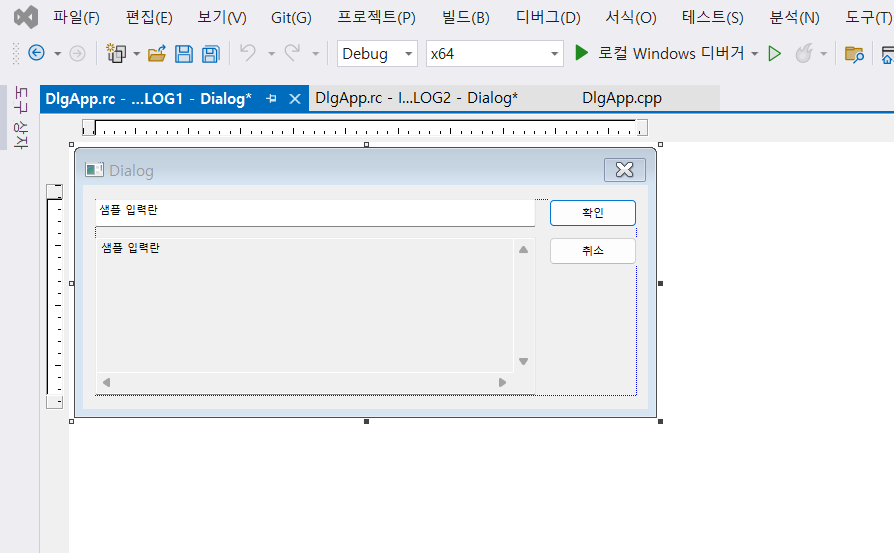 파일(F) 편집(E) 보기(V) Git(G) 프로젝트(P) 빌드(B) 디버그(D) 서식(O) 테스트(S) 분석(N) 도구(T)
Debug x64 로컬 Windows 디버거
도구 상자
DlgApp.rc - ...LOG1 - Dialog* DlgApp.rc - I...LOG2 - Dialog* DlgApp.cpp
Dialog
샘플 입력란 확인
샘플 입력란 취소